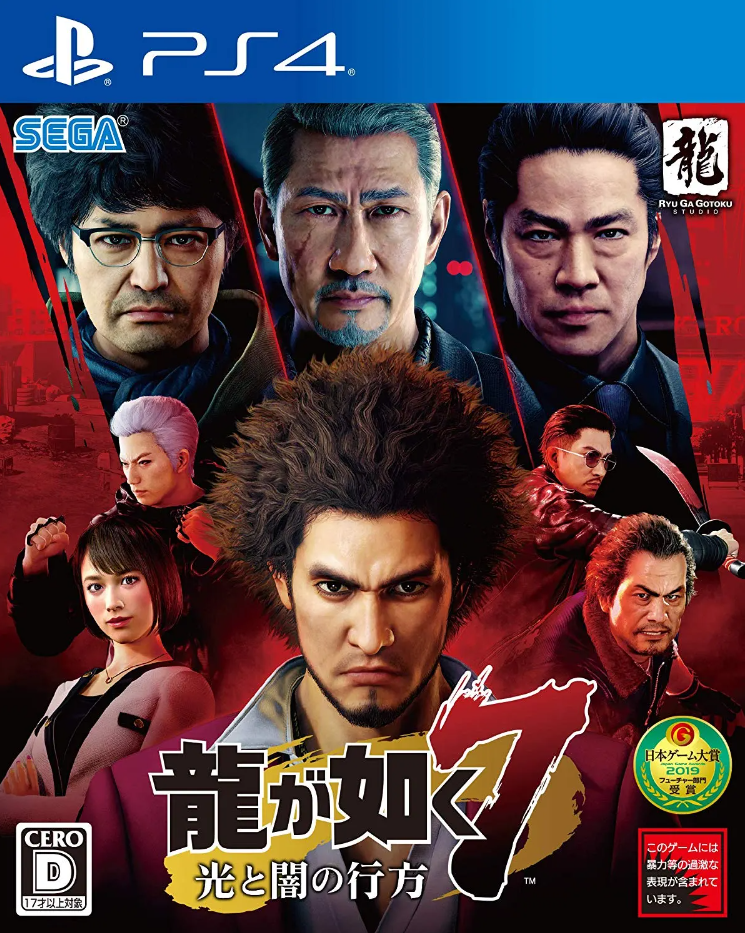 PS4
SEGA
龍
RYU GA GOTOKU
STUDIO
龍が如く7
光と闇の行方
TM
日本ゲーム大賞
Japan Game Awards
2019
フューチャー部門
受賞
CERO
D
17才以上対象
このゲームには
暴力等の過激な
表現が含まれて
います。